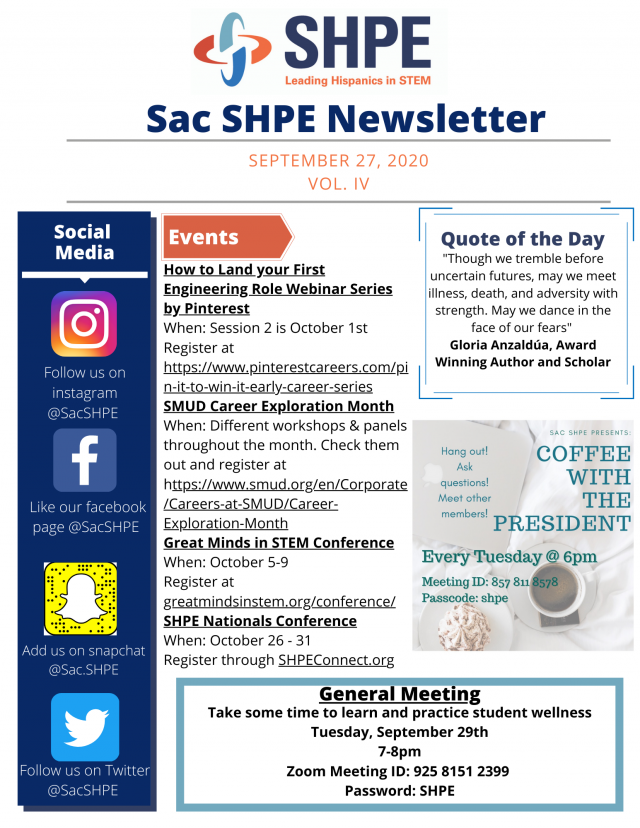 SHPE
Leading Hispanics in STEM
Sac SHPE Newsletter
SEPTEMBER 27, 2020
VOL. IV
Social
Media
Follow us on
instagram
@SacSHPE
Like our facebook
page @SacSHPE
Add us on snapchat
@Sac.SHPE
Follow us on Twitter
@SacSHPE
Events
How to Land your First
Engineering Role Webinar Series
by Pinterest
When: Session 2 is October 1st
Register at
https://www.pinterestcareers.com/pi
n-it-to-win-it-early-career-series
SMUD Career Exploration Month
When: Different workshops & panels
throughout the month. Check them
out and register at
https://www.smud.org/en/Corporate
/Careers-at-SMUD/Career-
Exploration-Month
Great Minds in STEM Conference
When: October 5-9
Register at
greatmindsinstem.org/conference/
SHPE Nationals Conference
When: October 26 - 31
Register through SHPEConnect.org
Quote of the Day
"Though we tremble before
uncertain futures, may we meet
illness, death, and adversity with
strength. May we dance in the
face of our fears"
Gloria Anzaldúa, Award
Winning Author and Scholar
SAC SHPE PRESENTS:
COFFEE
WITH
THE
PRESIDENT
Hang out!
Ask
questions!
Meet other
members!
Every Tuesday @ 6pm
Meeting ID: 857 811 8578
Passcode: shpe
General Meeting
Take some time to learn and practice student wellness
Tuesday, September 29th
7-8pm
Zoom Meeting ID: 925 8151 2399
Password: SHPE